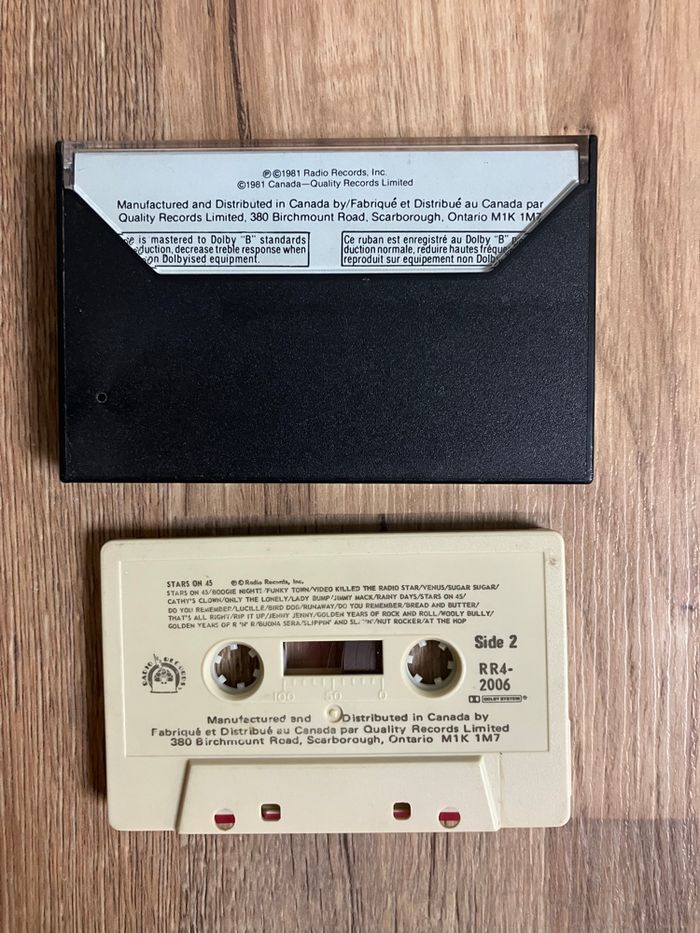 ℗©1981 Radio Records, Inc.
©1981 Canada—Quality Records Limited
Manufactured and Distributed in Canada by/Fabriqué et Distribué au Canada par
Quality Records Limited, 380 Birchmount Road, Scarborough, Ontario M1K 1M7
is mastered to Dolby "B" standards
duction, decrease treble response when
on Dolbyised equipment.
Ce ruban est enregistré au Dolby "B"
duction normale, reduire hautes
reproduit sur equipement non
STARS ON 45 ℗© Radio Records, Inc.
STARS ON 45/BOOGIE NIGHTS/FUNKY TOWN/VIDEO KILLED THE RADIO STAR/VENUS/SUGAR SUGAR/
CATHY'S CLOWN/ONLY THE LONELY/LADY BUMP/JIMMY MACK/RAINY DAYS/STARS ON 45/
DO YOU REMEMBER/LUCILLE/BIRD DOG/RUNAWAY/DO YOU REMEMBER/BREAD AND BUTTER/
THAT'S ALL RIGHT/RIP IT UP/JENNY JENNY/GOLDEN YEARS OF ROCK AND ROLL/WOOLY BULLY/
GOLDEN YEARS OF R 'N' R/BUONA SERA/SLIPPIN' AND /NUT ROCKER/AT THE HOP
Side 2
RADIO RECORDS
RR4-
2006
100 50 0
DOLBY SYSTEM
Manufactured and Distributed in Canada by
Fabriqué et Distribué au Canada par Quality Records Limited
380 Birchmount Road, Scarborough, Ontario M1K 1M7